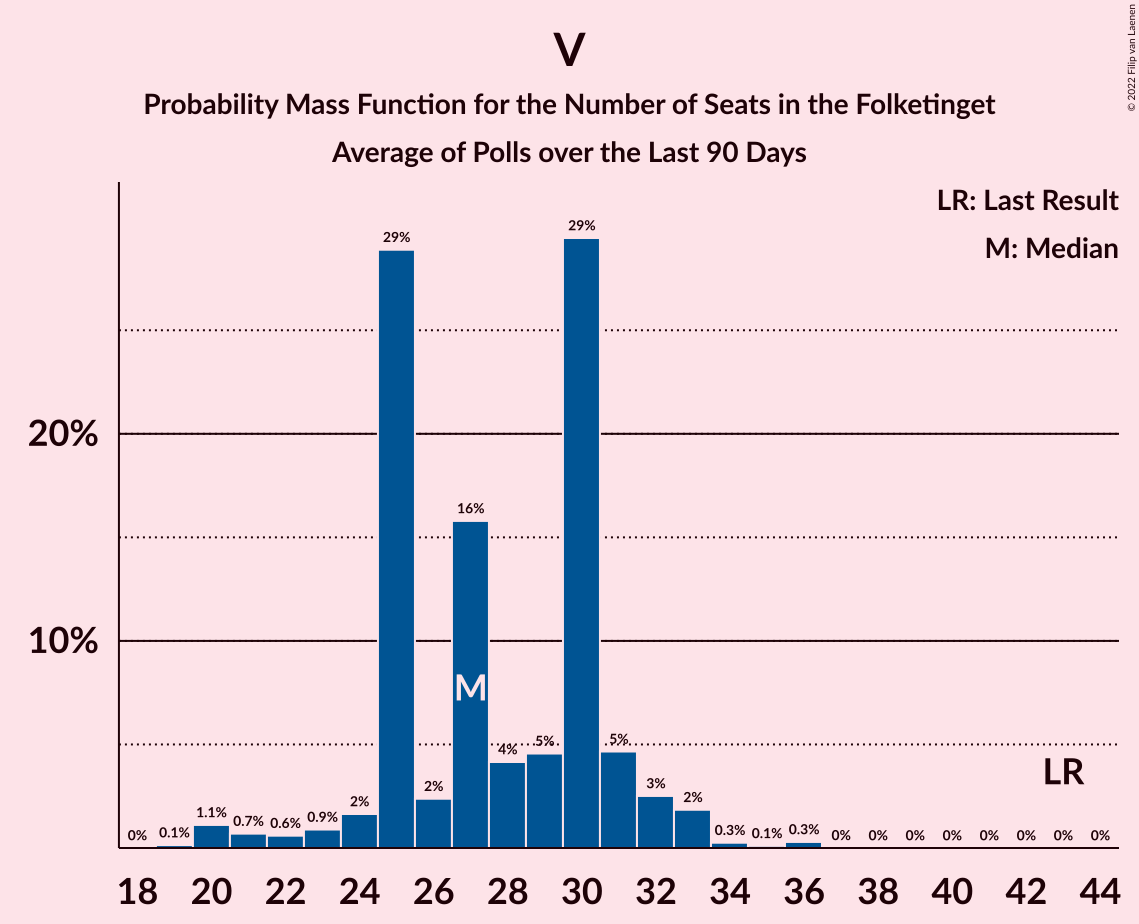 V
Probability Mass Function for the Number of Seats in the Folketinget
Average of Polls over the Last 90 Days
© 2022 Filip van Laenen
LR: Last Result
M: Median
20%
10%
0% 0.1% 1.1% 0.7% 0.6% 0.9% 2% 29% 2% 16% 4% 5% 29% 5% 3% 2% 0.3% 0.1% 0.3% 0% 0% 0% 0% 0% 0% 0% 0%
M
LR
18 20 22 24 26 28 30 32 34 36 38 40 42 44